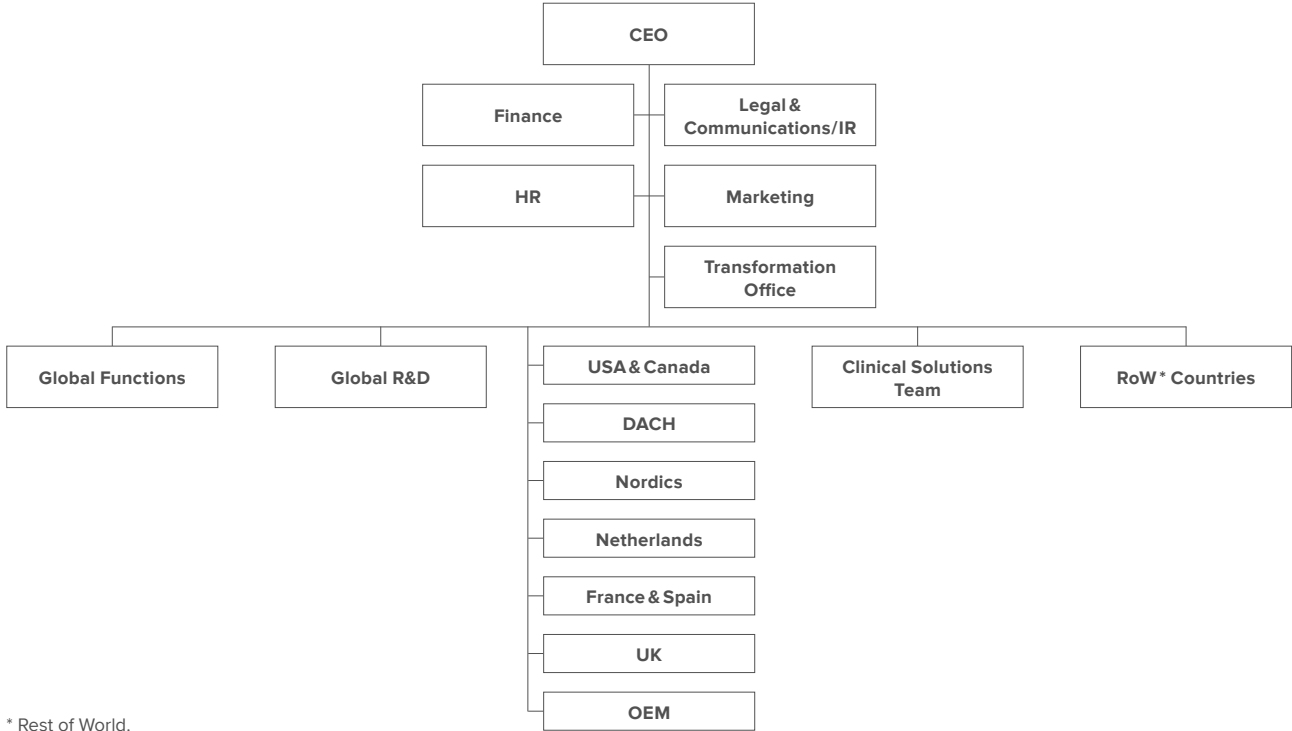 CEO
Finance
Legal &
Communications/IR
HR
Marketing
Transformation
Office
Global Functions
Global R&D
USA & Canada
DACH
Nordics
Netherlands
France & Spain
UK
OEM
Clinical Solutions
Team
RoW* Countries
* Rest of World.